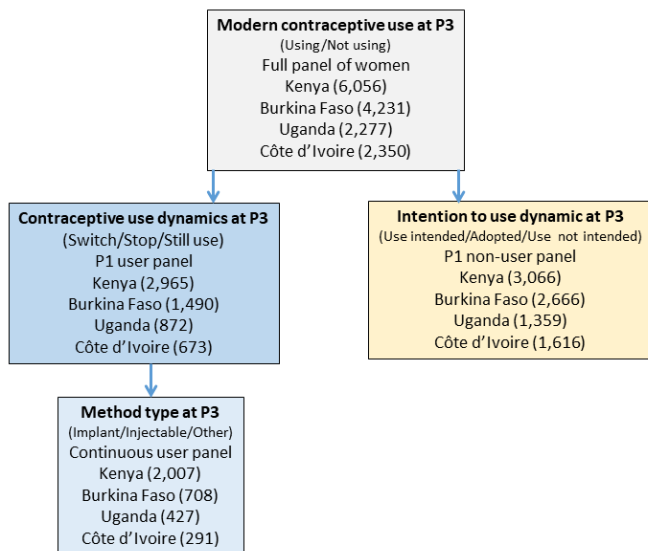 Modern contraceptive use at P3
(Using/Not using)
Full panel of women
Kenya (6,056)
Burkina Faso (4,231)
Uganda (2,277)
Côte d’Ivoire (2,350)
Contraceptive use dynamics at P3
(Switch/Stop/Still use)
P1 user panel
Kenya (2,965)
Burkina Faso (1,490)
Uganda (872)
Côte d’Ivoire (673)
Intention to use dynamic at P3
(Use intended/Adopted/Use not intended)
P1 non-user panel
Kenya (3,066)
Burkina Faso (2,666)
Uganda (1,359)
Côte d’Ivoire (1,616)
Method type at P3
(Implant/Injectable/Other)
Continuous user panel
Kenya (2,007)
Burkina Faso (708)
Uganda (427)
Côte d’Ivoire (291)